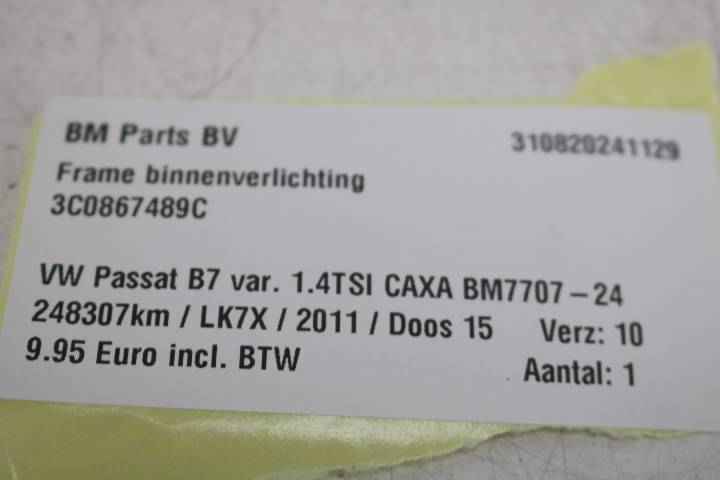 BM Parts BV 310820241129
Frame binnenverlichting
3C0867489C
VW Passat B7 var. 1.4TSI CAXA BM7707-24
248307km / LK7X / 2011 / Doos 15 Verz: 10
9.95 Euro incl. BTW Aantal: 1